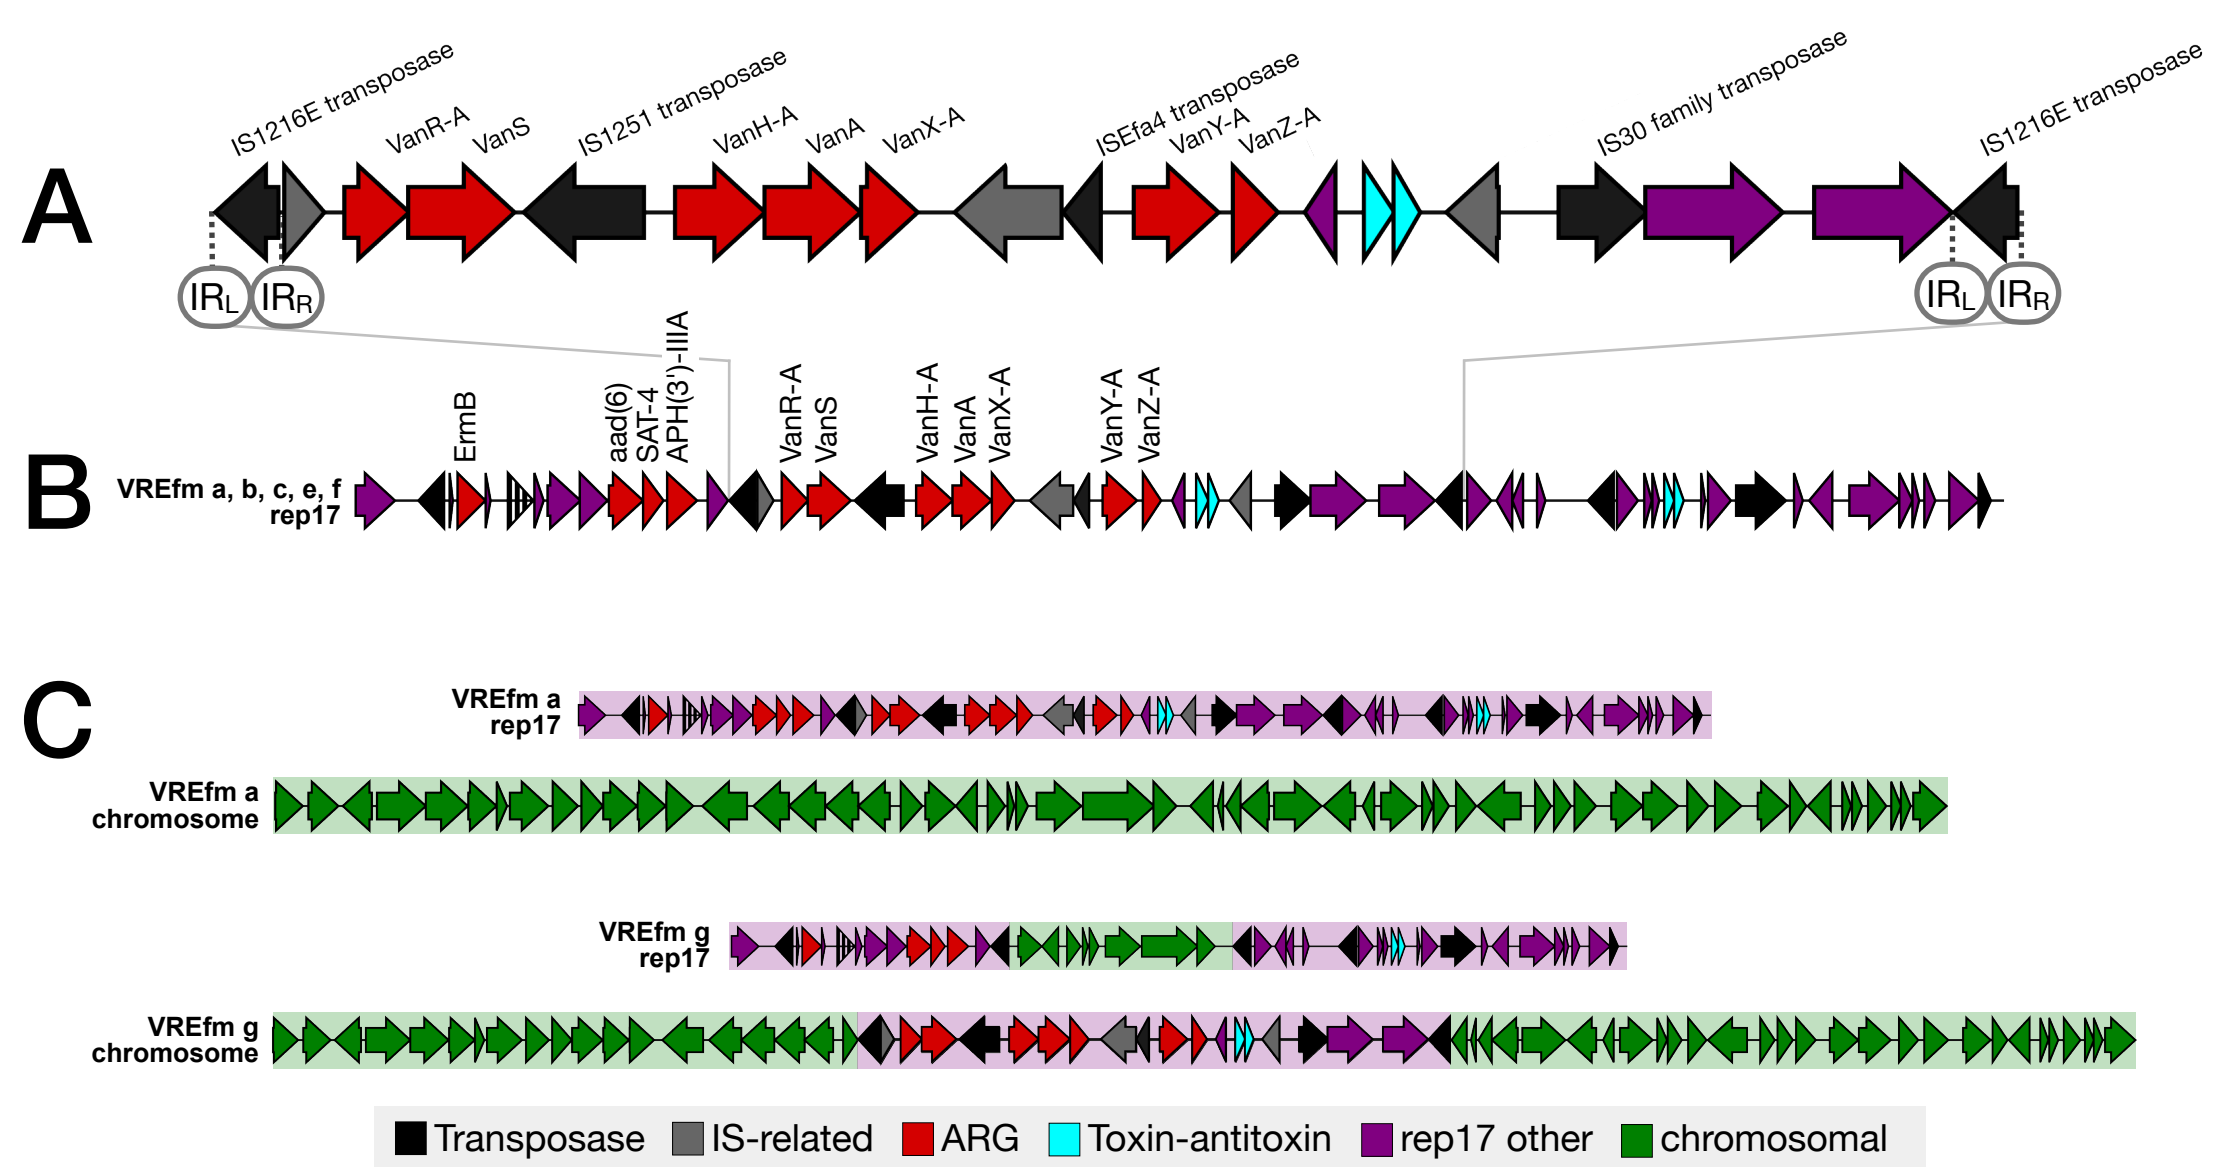 A
IS1216E transposase
VanR-A
VanS
IS1251 transposase
VanH-A
VanA
VanX-A
ISEfa4 transposase
VanY-A
VanZ-A
IS30 family transposase
IS1216E transposase
IRL
IRR
IRL
IRR
B
VREfm a, b, c, e, f
rep17
ErmB
aad(6)
SAT-4
APH(3')-IIIA
VanR-A
VanS
VanH-A
VanA
VanX-A
VanY-A
VanZ-A
C
VREfm a
rep17
VREfm a
chromosome
VREfm g
rep17
VREfm g
chromosome
Transposase
IS-related
ARG
Toxin-antitoxin
rep17 other
chromosomal